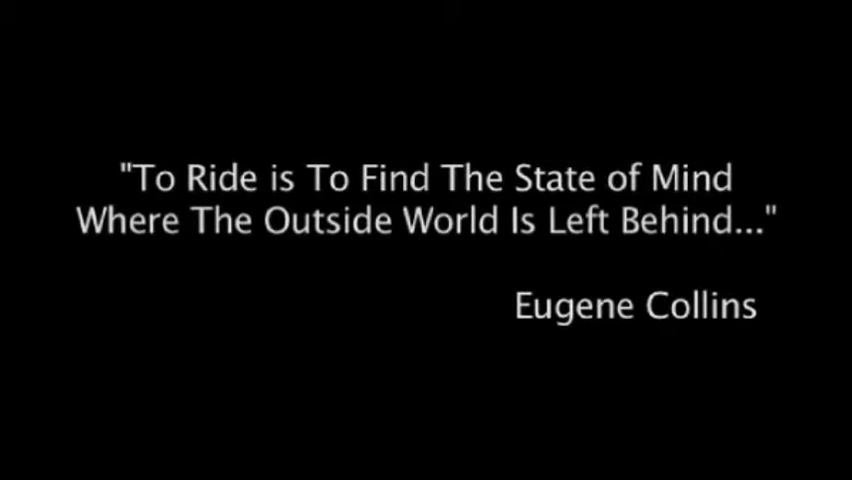 "To Ride is To Find The State of Mind
Where The Outside World Is Left Behind..."
Eugene Collins